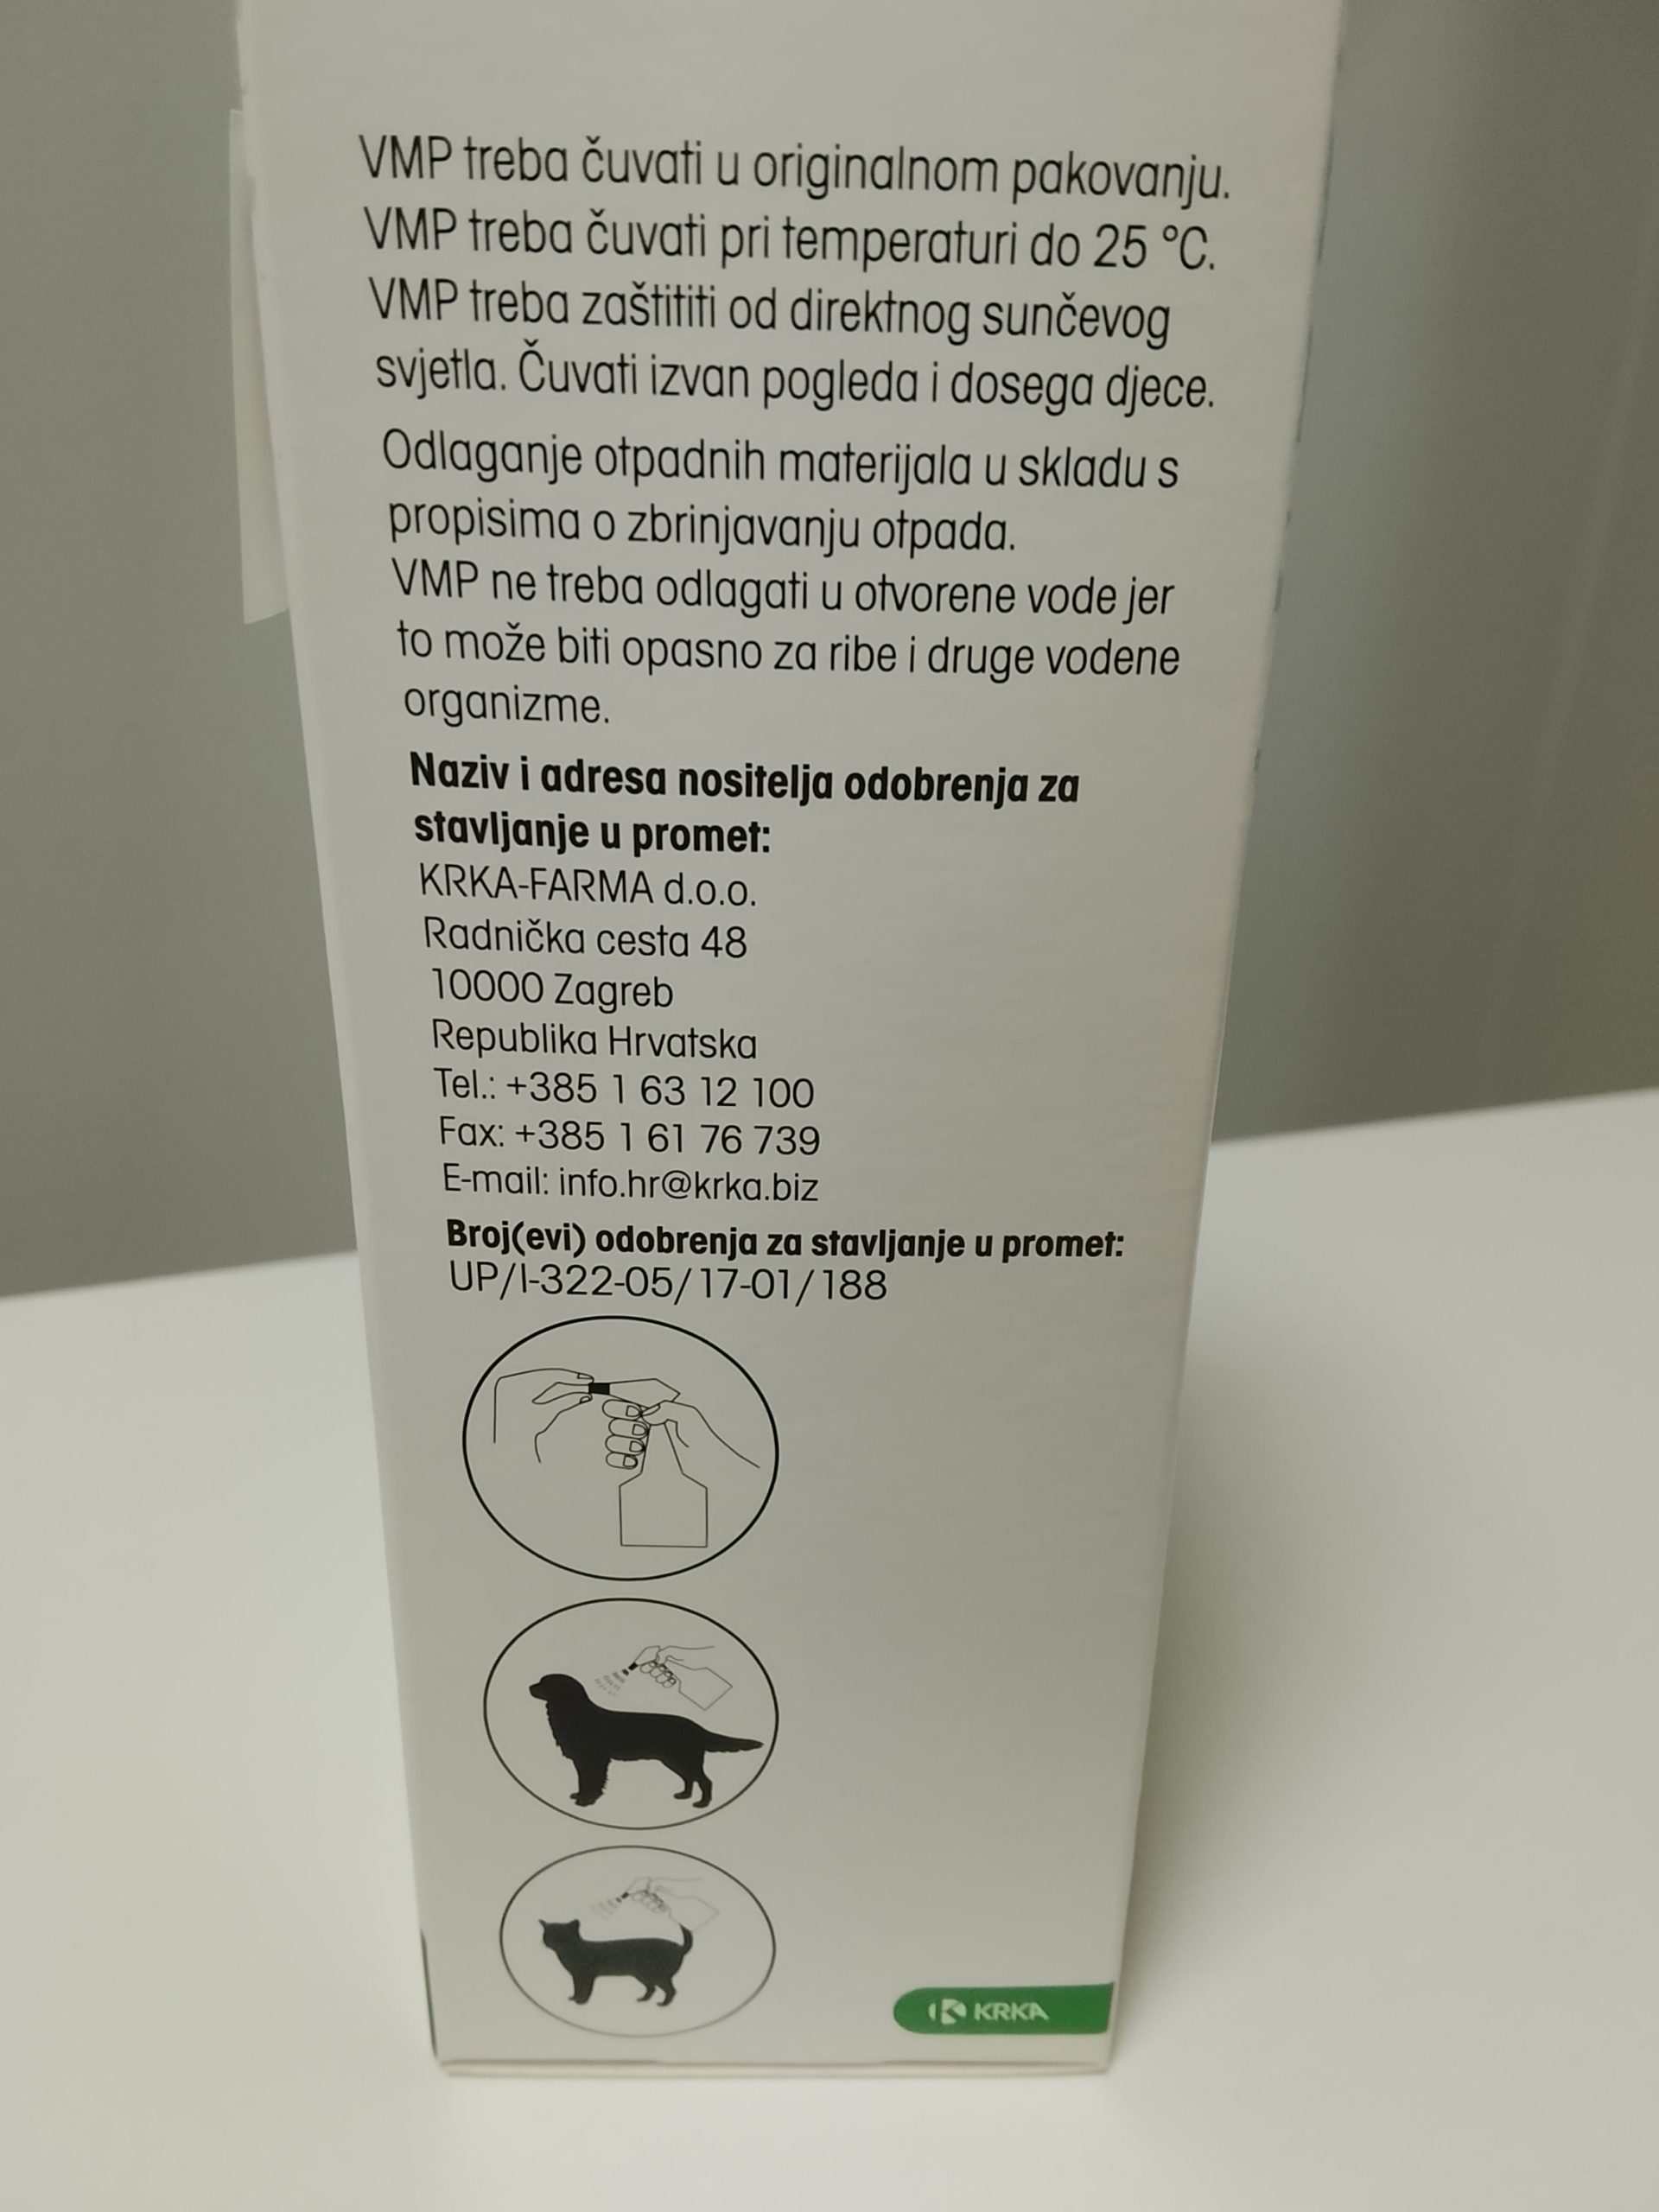 VMP treba čuvati u originalnom pakovanju.
VMP treba čuvati pri temperaturi do 25 °C.
VMP treba zaštititi od direktnog sunčevog
svjetla. Čuvati izvan pogleda i dosega djece.
Odlaganje otpadnih materijala u skladu s
propisima o zbrinjavanju otpada.
VMP ne treba odlagati u otvorene vode jer
to može biti opasno za ribe i druge vodene
organizme.
Naziv i adresa nositelja odobrenja za
stavljanje u promet:
KRKA-FARMA d.o.o.
Radnička cesta 48
10000 Zagreb
Republika Hrvatska
Tel.: +385 1 63 12 100
Fax: +385 1 61 76 739
E-mail: info.hr@krka.biz
Broj(evi) odobrenja za stavljanje u promet:
UP/I-322-05/17-01/188
KRKA